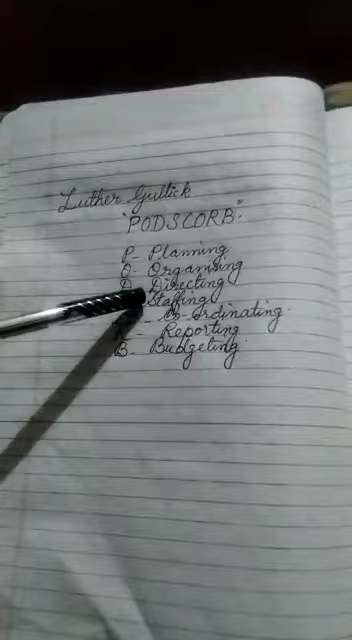 Luther Gullick
"PODSCORB".
P- Planning
O- Organising
D- Directing
Staffing
- Co-ordinating.
- Reporting
B- Budgeting.